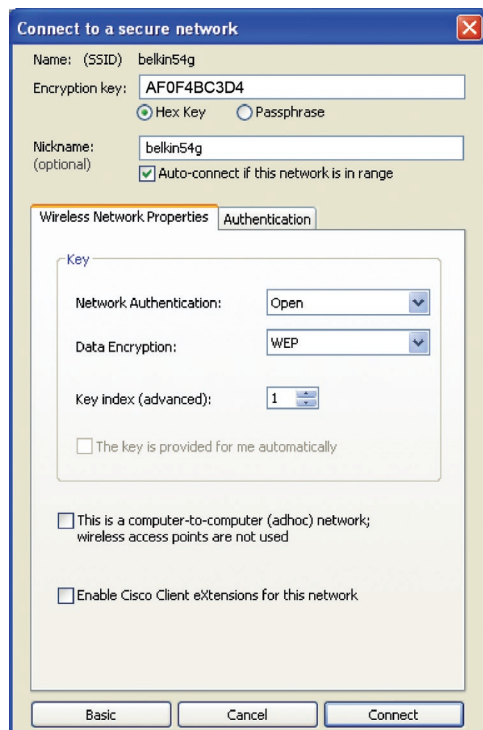 Connect to a secure network
Name: (SSID) belkin54g
Encryption key: AF0F4BC3D4
Hex Key Passphrase
Nickname: belkin54g
(optional)
Auto-connect if this network is in range
Wireless Network Properties Authentication
Key
Network Authentication: Open
Data Encryption: WEP
Key index (advanced): 1
The key is provided for me automatically
This is a computer-to-computer (adhoc) network;
wireless access points are not used
Enable Cisco Client eXtensions for this network
Basic Cancel Connect